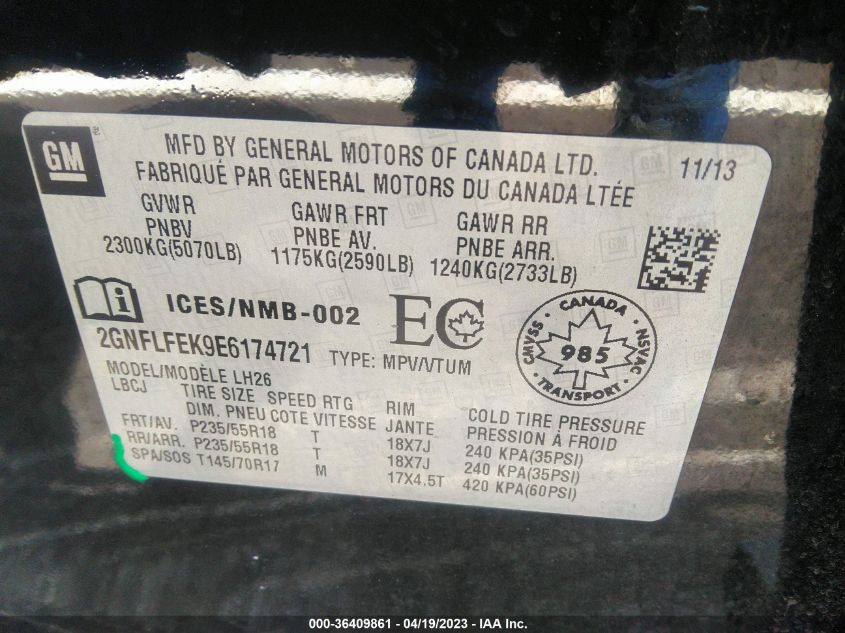 GM ®
MFD BY GENERAL MOTORS OF CANADA LTD. 11/13
FABRIQUÉ PAR GENERAL MOTORS DU CANADA LTÉE
GVWR GAWR FRT GAWR RR
PNBV PNBE AV. PNBE ARR.
2300KG(5070LB) 1175KG(2590LB) 1240KG(2733LB)
ICES/NMB-002 EC
CANADA
CMVSS 985 NSVAC
TRANSPORT
2GNFLFEK9E6174721 TYPE: MPV/VTUM
MODEL/MODÈLE LH26
LBCJ TIRE SIZE SPEED RTG RIM COLD TIRE PRESSURE
DIM. PNEU COTE VITESSE JANTE PRESSION À FROID
FRT/AV. P235/55R18 T 18X7J 240 KPA(35PSI)
RR/ARR. P235/55R18 T 18X7J 240 KPA(35PSI)
SPA/SOS T145/70R17 M 17X4.5T 420 KPA(60PSI)
000-36409861 - 04/19/2023 - IAA Inc.